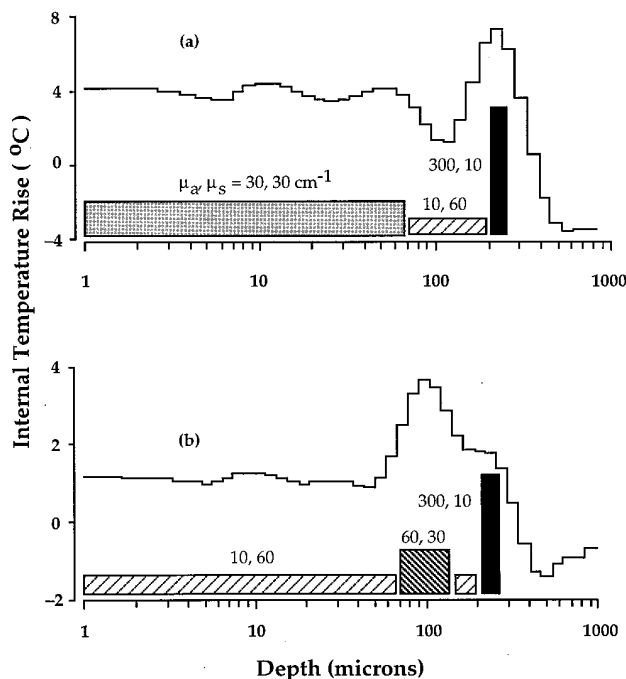 8
(a)
4
0
300, 10
μa, μs = 30, 30 cm-1
10, 60
−4
1 10 100 1000
Internal Temperature Rise ( °C)
4
(b)
2
300, 10
0
60, 30
10, 60
−2
1 10 100 1000
Depth (microns)